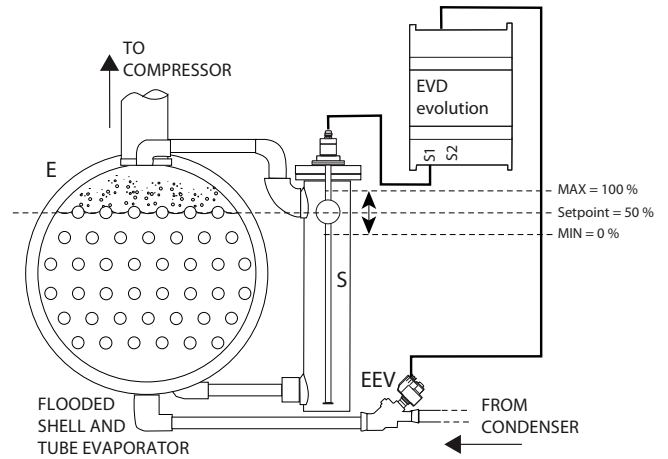 TO
COMPRESSOR
E
EVD
evolution
S1
S2
MAX = 100 %
Setpoint = 50 %
MIN = 0 %
S
EEV
FLOODED
SHELL AND
TUBE EVAPORATOR
FROM
CONDENSER